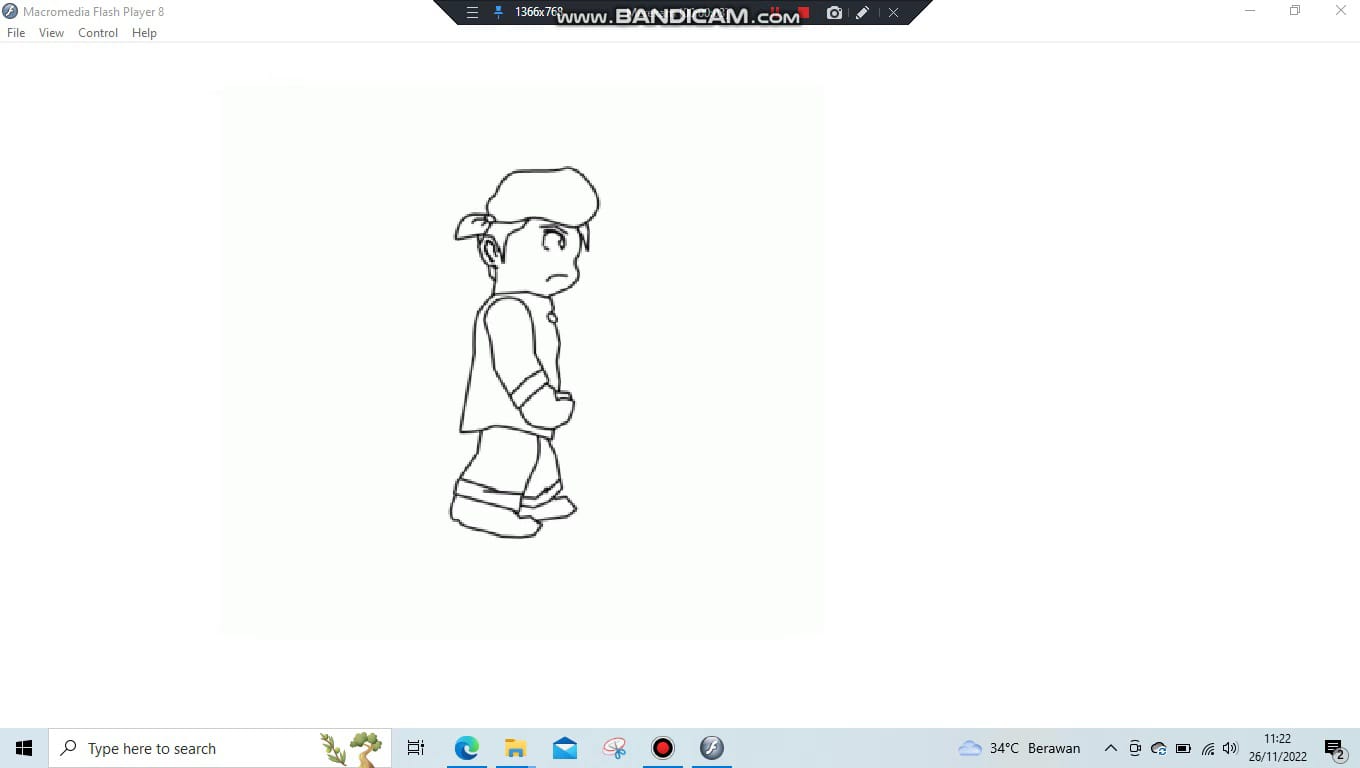 Macromedia Flash Player 8
1366x768
www.BANDICAM.com
File View Control Help
Type here to search
34°C Berawan
11:22
26/11/2022
2